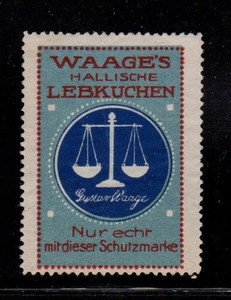 WAAGE'S
HALLISCHE
LEBKUCHEN
Gustav Waage
Nur echt
mit dieser Schutzmarke